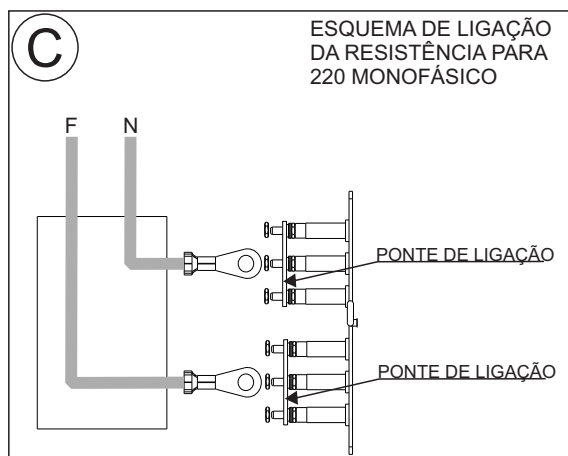 C
ESQUEMA DE LIGAÇÃO
DA RESISTÊNCIA PARA
220 MONOFÁSICO
F N
PONTE DE LIGAÇÃO
PONTE DE LIGAÇÃO